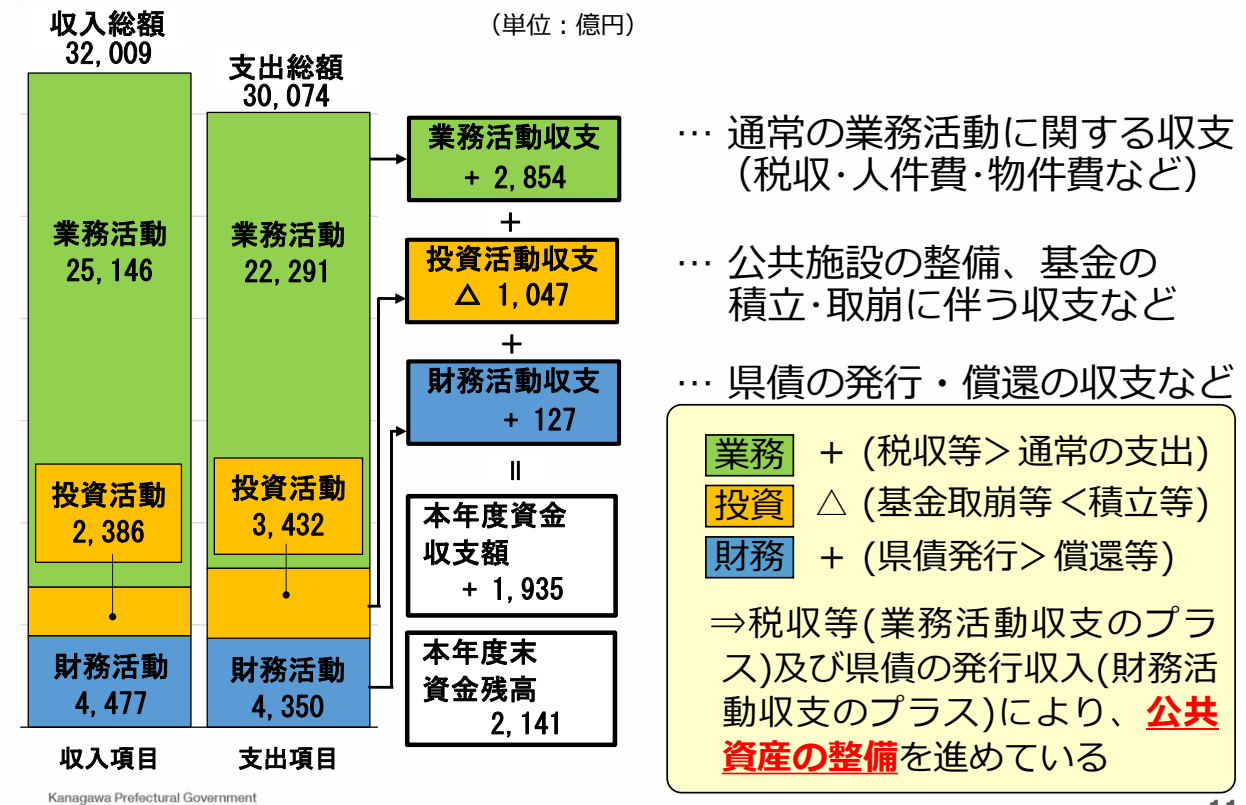 収入総額
32,009
(単位：億円)
支出総額
30,074
業務活動
25,146
業務活動
22,291
投資活動
2,386
投資活動
3,432
財務活動
4,477
財務活動
4,350
収入項目
支出項目
業務活動収支
+ 2,854
+
投資活動収支
△ 1,047
+
財務活動収支
+ 127
=
本年度資金
収支額
+ 1,935
本年度末
資金残高
2,141
… 通常の業務活動に関する収支
(税収･人件費･物件費など)
… 公共施設の整備、基金の
積立･取崩に伴う収支など
… 県債の発行・償還の収支など
業務 + (税収等＞通常の支出)
投資 △ (基金取崩等＜積立等)
財務 + (県債発行＞償還等)
⇒税収等(業務活動収支のプラ
ス)及び県債の発行収入(財務活
動収支のプラス)により、公共
資産の整備を進めている
Kanagawa Prefectural Government